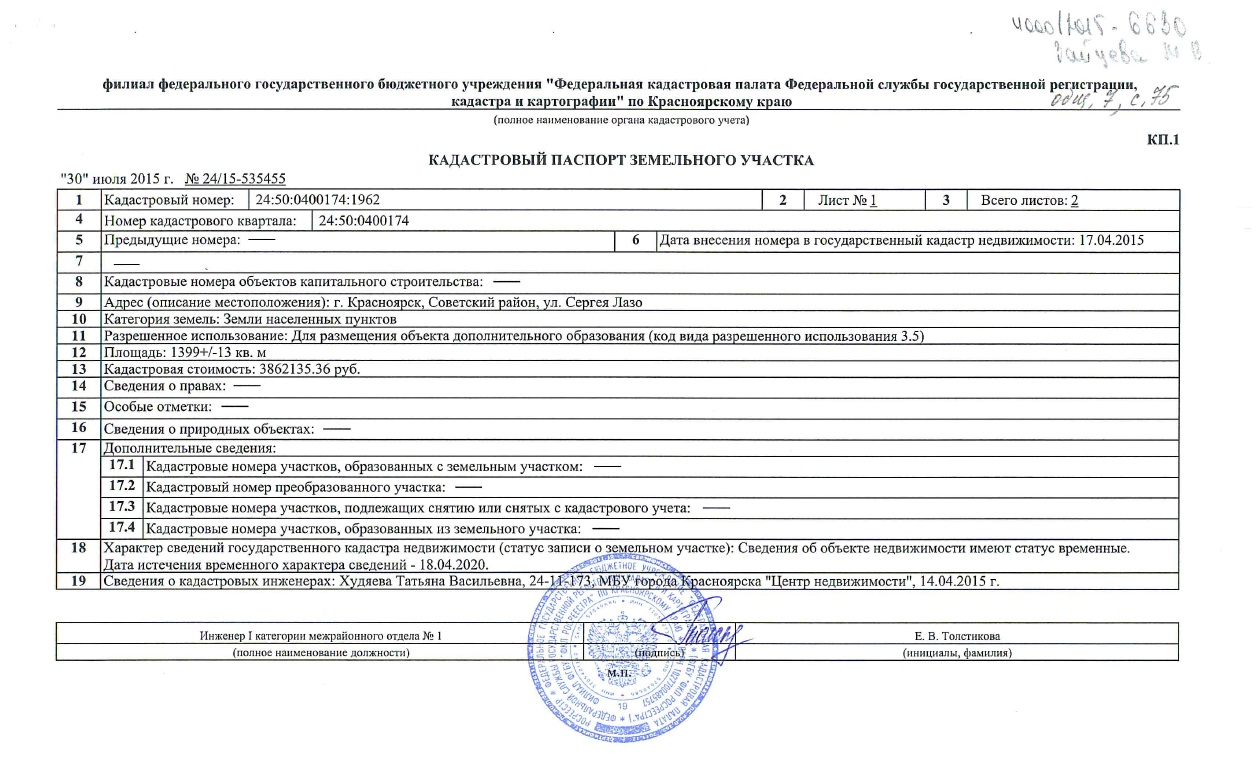 4000/2015-6630
Зайцева М В
филиал федерального государственного бюджетного учреждения "Федеральная кадастровая палата Федеральной службы государственной регистрации,
кадастра и картографии" по Красноярскому краю
общ, 7, с. 75
(полное наименование органа кадастрового учета)
КП.1
КАДАСТРОВЫЙ ПАСПОРТ ЗЕМЕЛЬНОГО УЧАСТКА
"30" июля 2015 г. № 24/15-535455
1 Кадастровый номер: 24:50:0400174:1962 2 Лист № 1 3 Всего листов: 2
4 Номер кадастрового квартала: 24:50:0400174
5 Предыдущие номера: —— 6 Дата внесения номера в государственный кадастр недвижимости: 17.04.2015
7 ——
8 Кадастровые номера объектов капитального строительства: ——
9 Адрес (описание местоположения): г. Красноярск, Советский район, ул. Сергея Лазо
10 Категория земель: Земли населенных пунктов
11 Разрешенное использование: Для размещения объекта дополнительного образования (код вида разрешенного использования 3.5)
12 Площадь: 1399+/-13 кв. м
13 Кадастровая стоимость: 3862135.36 руб.
14 Сведения о правах: ——
15 Особые отметки: ——
16 Сведения о природных объектах: ——
17 Дополнительные сведения:
17.1 Кадастровые номера участков, образованных с земельным участком: ——
17.2 Кадастровый номер преобразованного участка: ——
17.3 Кадастровые номера участков, подлежащих снятию или снятых с кадастрового учета: ——
17.4 Кадастровые номера участков, образованных из земельного участка: ——
18 Характер сведений государственного кадастра недвижимости (статус записи о земельном участке): Сведения об объекте недвижимости имеют статус временные.
Дата истечения временного характера сведений - 18.04.2020.
19 Сведения о кадастровых инженерах: Худяева Татьяна Васильевна, 24-11-173, МБУ города Красноярска "Центр недвижимости", 14.04.2015 г.
Инженер I категории межрайонного отдела № 1 Е. В. Толстикова
(полное наименование должности) (подпись) (инициалы, фамилия)
М.П.
19